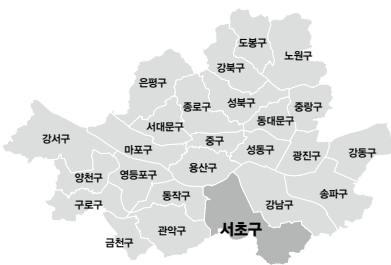 도봉구
노원구
강북구
은평구
성북구
종로구
중랑구
서대문구
동대문구
강서구
중구
마포구
성동구
광진구
강동구
용산구
양천구
영등포구
송파구
동작구
강남구
구로구
서초구
관악구
금천구